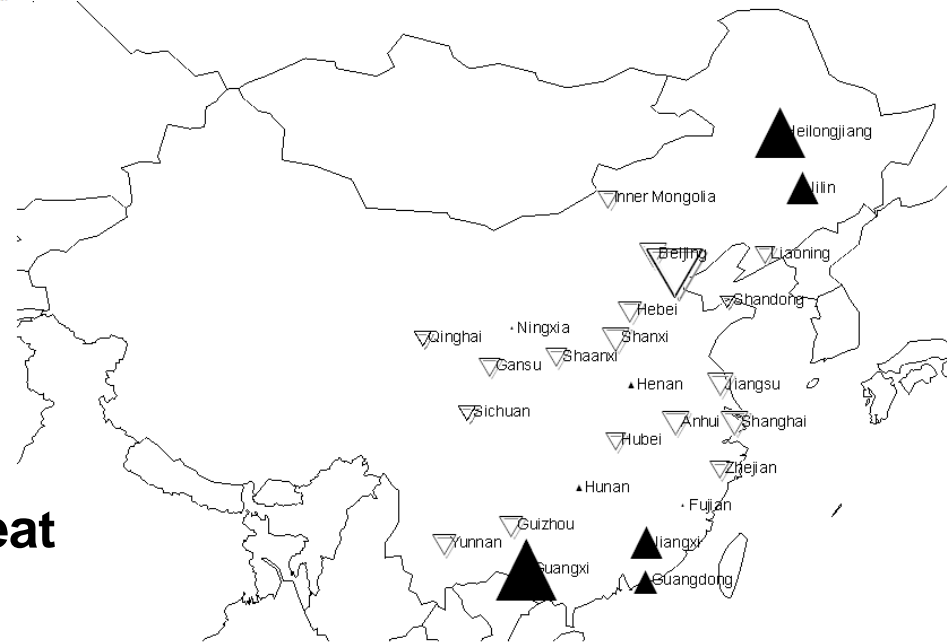 Heilongjiang
Jilin
Inner Mongolia
Beijing
Liaoning
Shandong
Hebei
Ningxia
Qinghai
Shanxi
Shaanxi
Gansu
Henan
Jiangsu
Sichuan
Anhui
Shanghai
Hubei
Zhejian
Hunan
Fujian
eat
Guizhou
Yunnan
Jiangxi
Guangxi
Guangdong